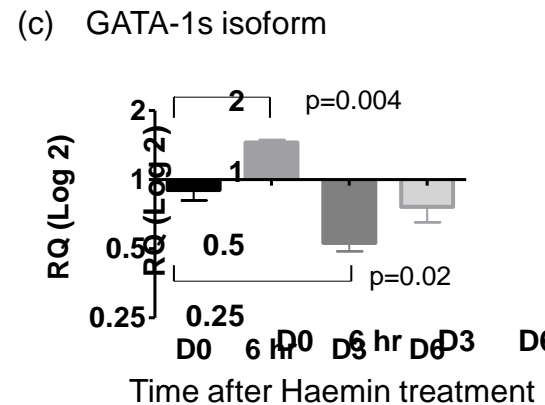 (c) GATA-1s isoform
2 2 p=0.004
RQ (Log 2) RQ (Log 2)
1 1
0.5 0.5
p=0.02
0.25 0.25
D0 6 hr D3 D6
D0 6 hr D3 D6
Time after Haemin treatment